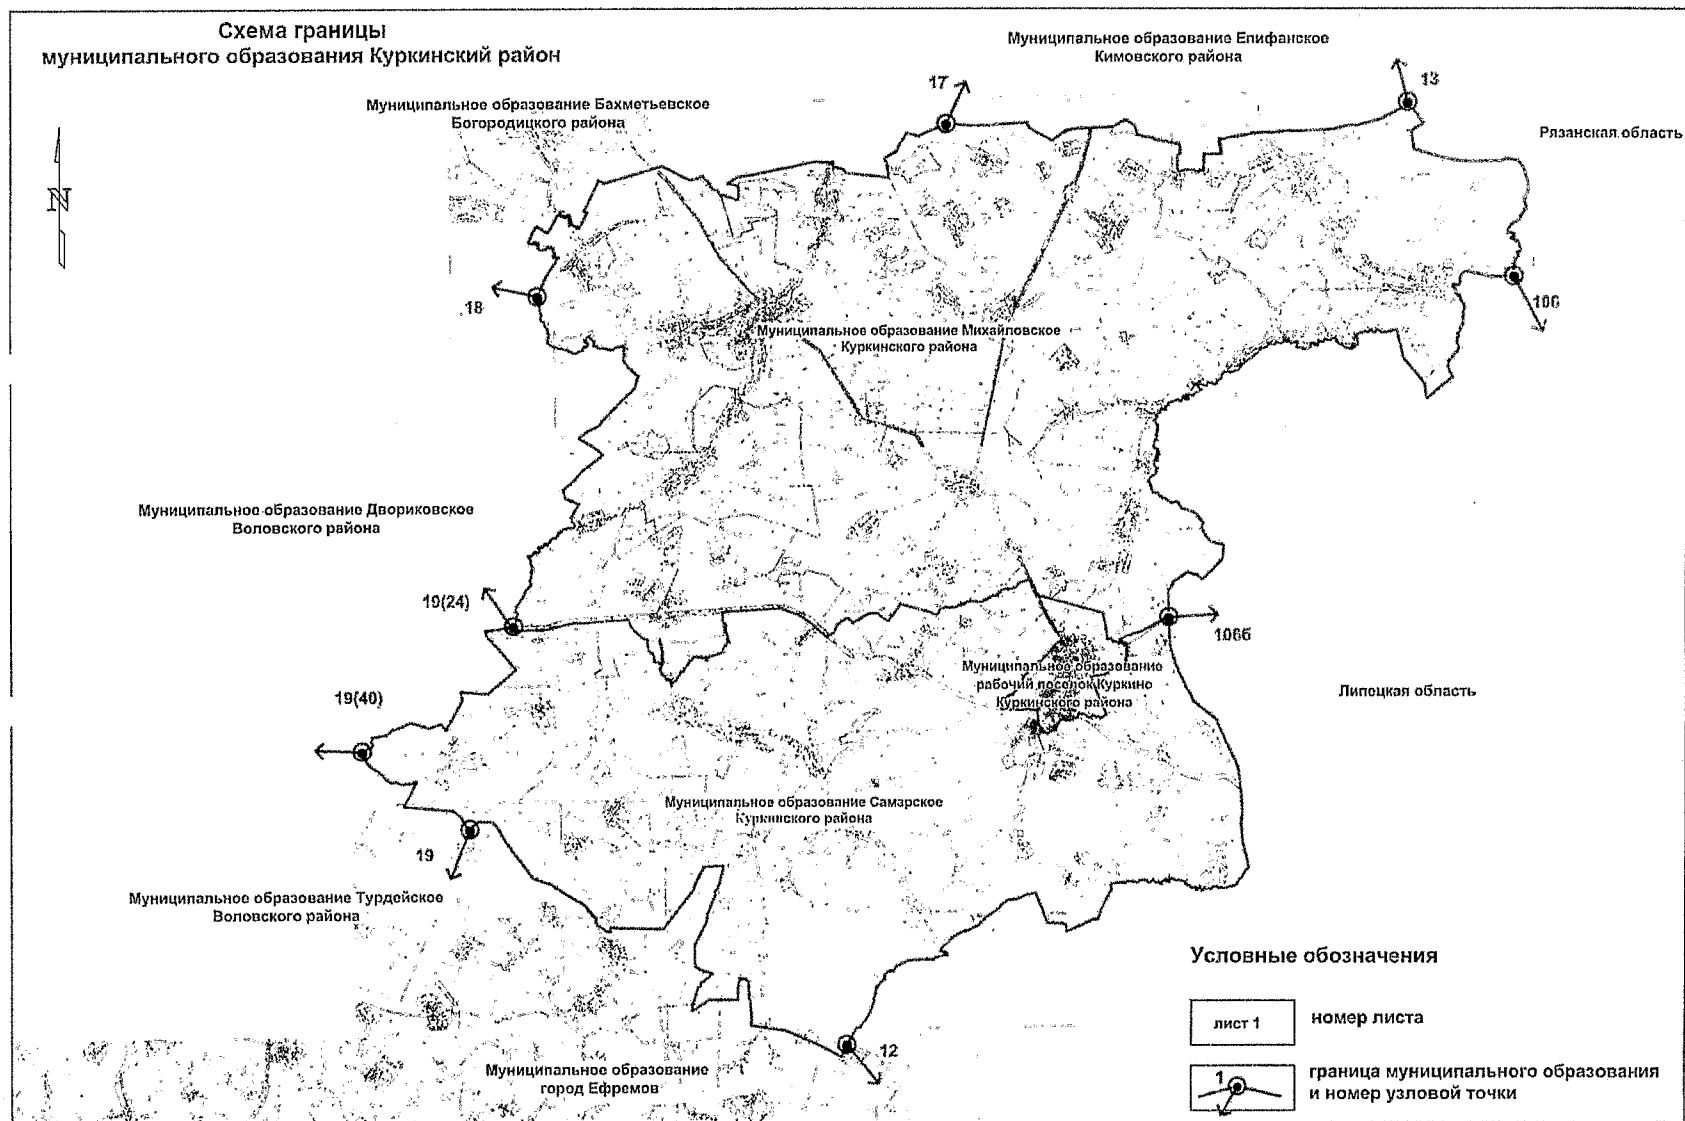 Схема границы
муниципального образования Куркинский район
Муниципальное образование Епифанское
Кимовского района
17
13
Муниципальное образование Бахметьевское
Богородицкого района
Рязанская область
N
18
106
Муниципальное образование Михайловское
Куркинского района
Муниципальное образование Двориковское
Воловского района
19(24)
1066
Муниципальное образование
рабочий поселок Куркино
Куркинского района
Липецкая область
19(40)
Муниципальное образование Самарское
Куркинского района
19
Муниципальное образование Турдейское
Воловского района
Условные обозначения
лист 1
номер листа
12
Муниципальное образование
город Ефремов
1
граница муниципального образования
и номер узловой точки